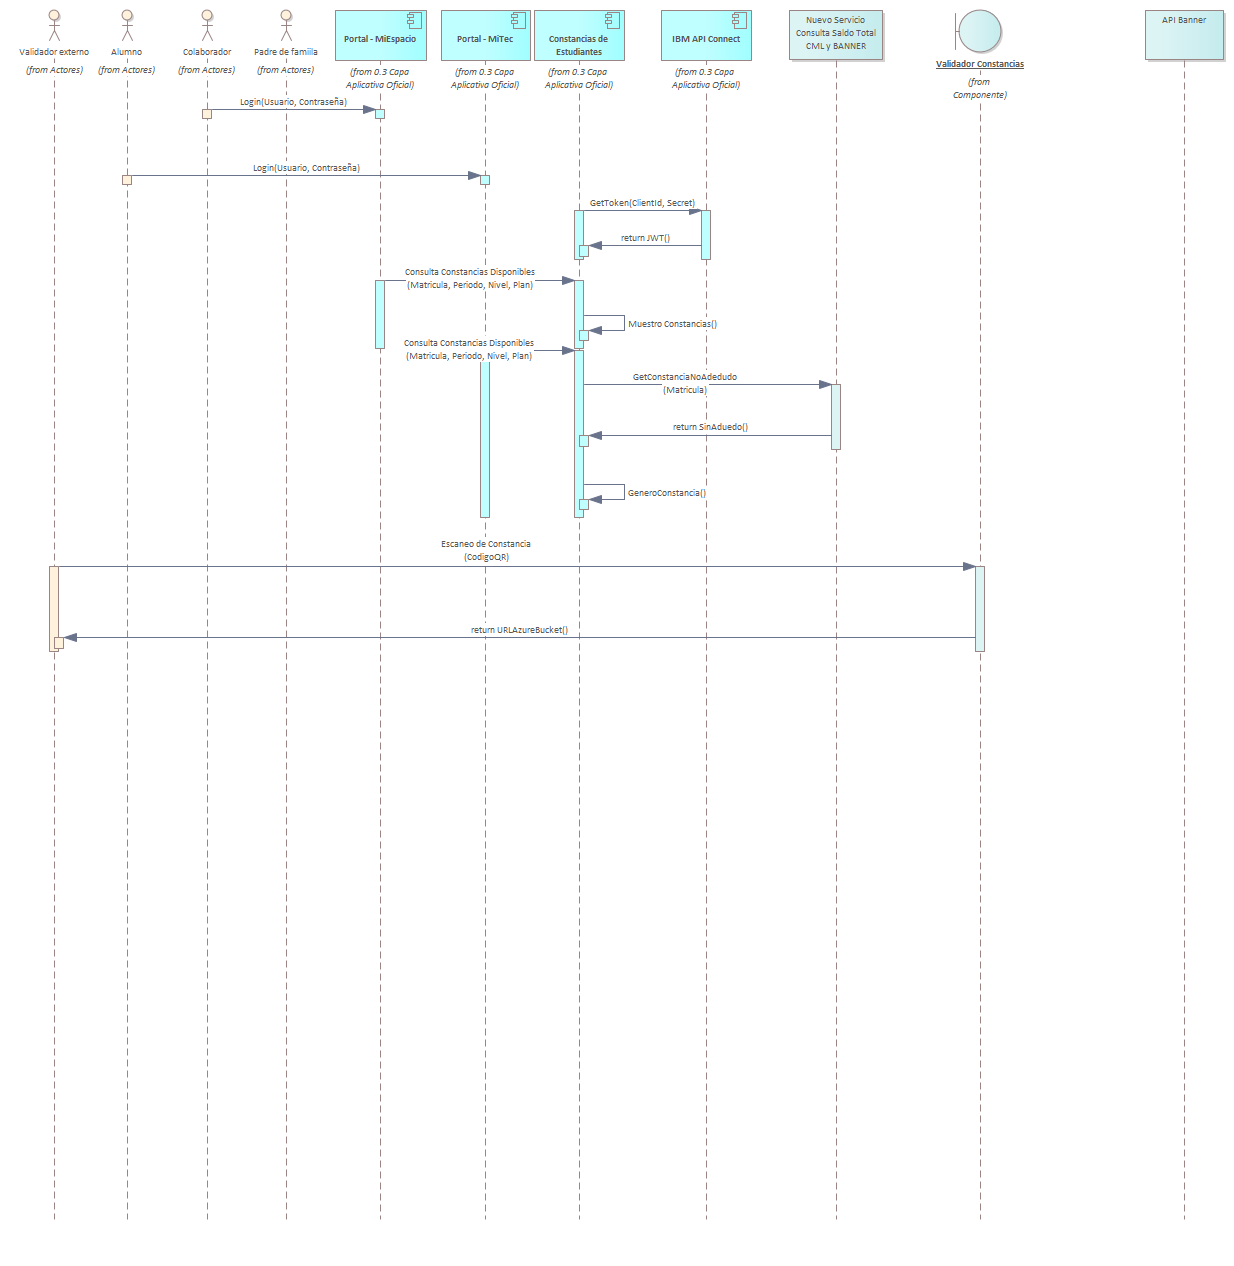 Validador externo
(from Actores)
Alumno
(from Actores)
Colaborador
(from Actores)
Padre de famiila
(from Actores)
Portal - MiEspacio
(from 0.3 Capa
Aplicativa Oficial)
Portal - MiTec
(from 0.3 Capa
Aplicativa Oficial)
Constancias de
Estudiantes
(from 0.3 Capa
Aplicativa Oficial)
IBM API Connect
(from 0.3 Capa
Aplicativa Oficial)
Nuevo Servicio
Consulta Saldo Total
CML y BANNER
Validador Constancias
(from
Componente)
API Banner
Login(Usuario, Contraseña)
Login(Usuario, Contraseña)
GetToken(ClientId, Secret)
return JWT()
Consulta Constancias Disponibles
(Matricula, Periodo, Nivel, Plan)
Muestro Constancias()
Consulta Constancias Disponibles
(Matricula, Periodo, Nivel, Plan)
GetConstanciaNoAdedudo
(Matricula)
return SinAduedo()
GeneroConstancia()
Escaneo de Constancia
(CodigoQR)
return URLAzureBucket()